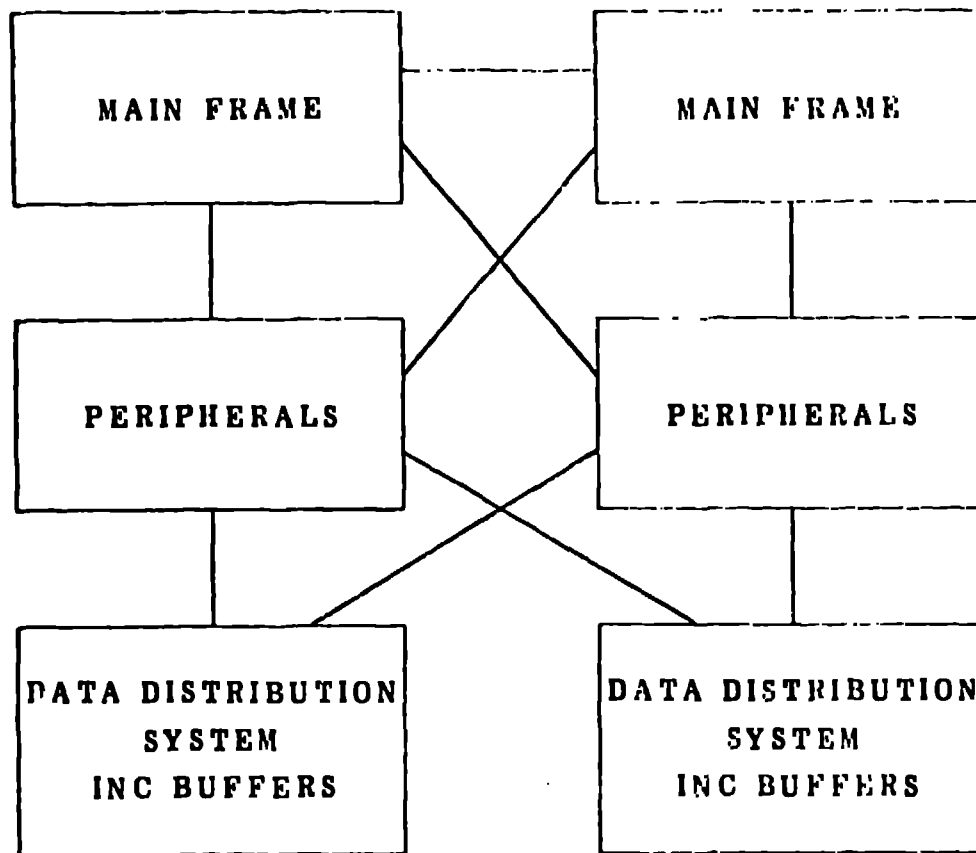 MAIN FRAME
MAIN FRAME
PERIPHERALS
PERIPHERALS
DATA DISTRIBUTION
SYSTEM
INC BUFFERS
DATA DISTRIBUTION
SYSTEM
INC BUFFERS